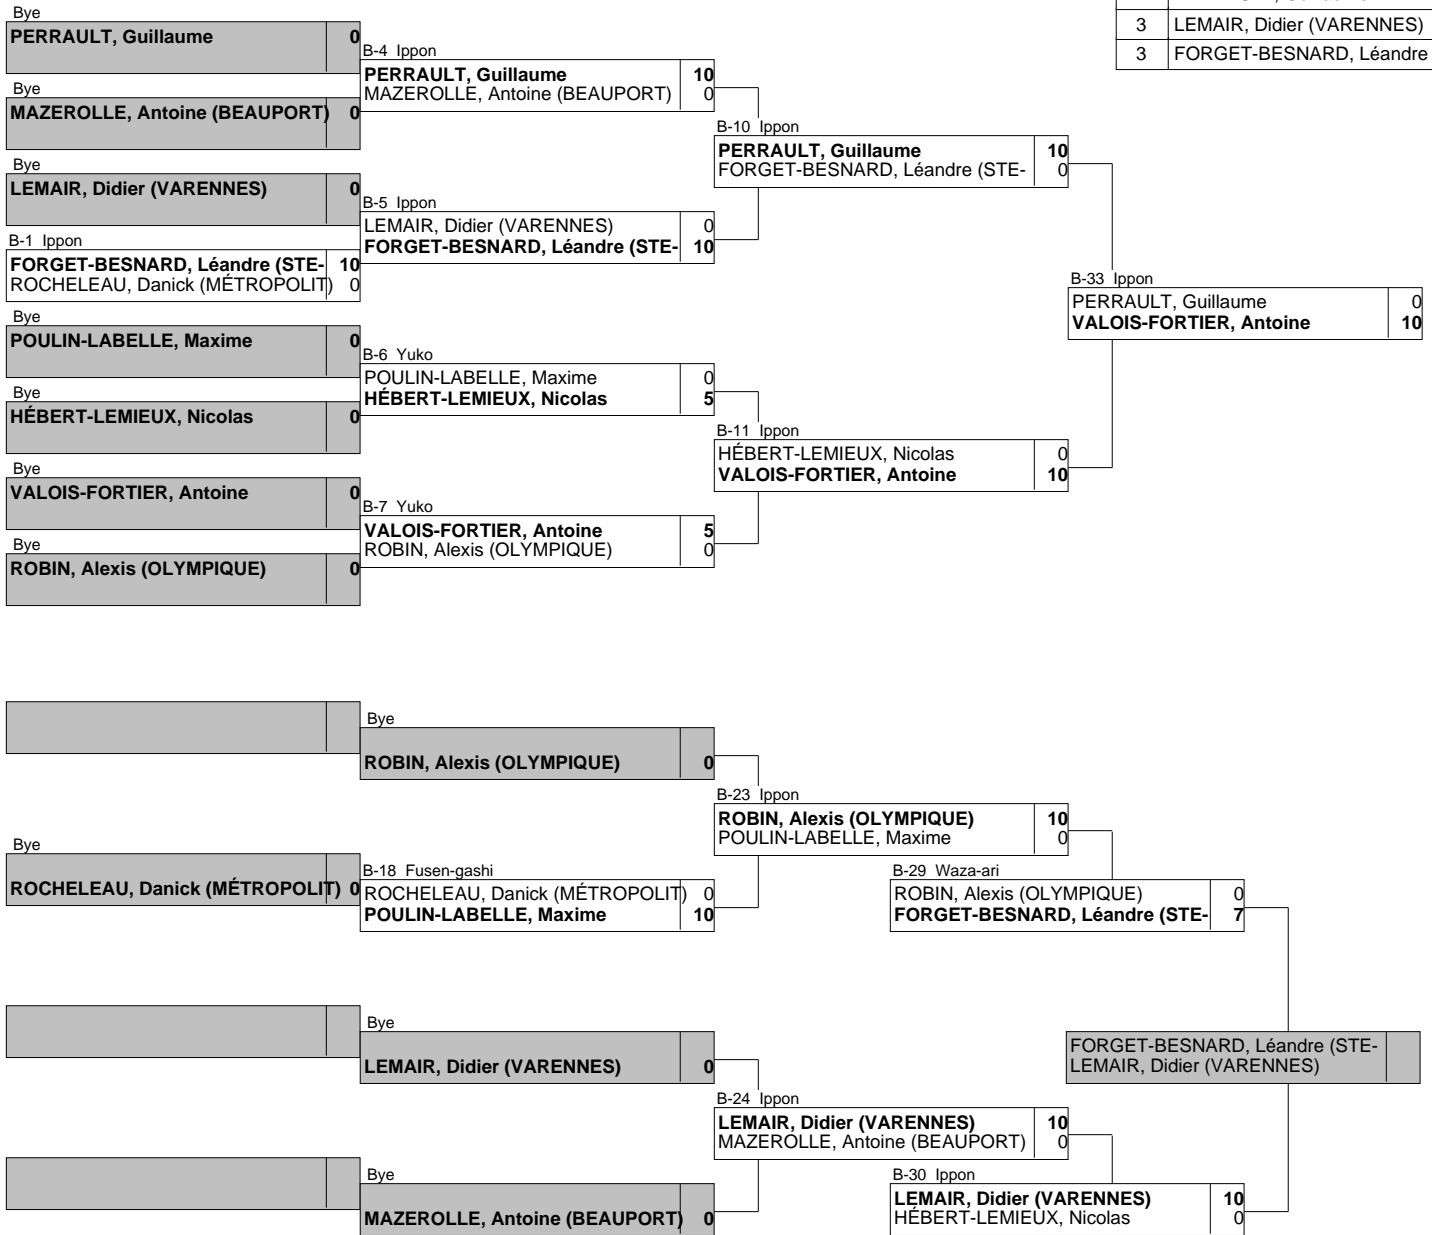 Bye
PERRAULT, Guillaume 0
Bye
MAZEROLLE, Antoine (BEAUPORT) 0
Bye
LEMAIR, Didier (VARENNES) 0
B-1 Ippon
FORGET-BESNARD, Léandre (STE- 10
ROCHELEAU, Danick (MÉTROPOLIT) 0
Bye
POULIN-LABELLE, Maxime 0
Bye
HÉBERT-LEMIEUX, Nicolas 0
Bye
VALOIS-FORTIER, Antoine 0
Bye
ROBIN, Alexis (OLYMPIQUE) 0
B-4 Ippon
PERRAULT, Guillaume 10
MAZEROLLE, Antoine (BEAUPORT) 0
B-5 Ippon
LEMAIR, Didier (VARENNES) 0
FORGET-BESNARD, Léandre (STE- 10
B-6 Yuko
POULIN-LABELLE, Maxime 0
HÉBERT-LEMIEUX, Nicolas 5
B-7 Yuko
VALOIS-FORTIER, Antoine 5
ROBIN, Alexis (OLYMPIQUE) 0
B-10 Ippon
PERRAULT, Guillaume 10
FORGET-BESNARD, Léandre (STE- 0
B-11 Ippon
HÉBERT-LEMIEUX, Nicolas 0
VALOIS-FORTIER, Antoine 10
3 LEMAIR, Didier (VARENNES)
3 FORGET-BESNARD, Léandre
B-33 Ippon
PERRAULT, Guillaume 0
VALOIS-FORTIER, Antoine 10
Bye
ROCHELEAU, Danick (MÉTROPOLIT) 0
Bye
ROBIN, Alexis (OLYMPIQUE) 0
B-18 Fusen-gashi
ROCHELEAU, Danick (MÉTROPOLIT) 0
POULIN-LABELLE, Maxime 10
Bye
LEMAIR, Didier (VARENNES) 0
Bye
MAZEROLLE, Antoine (BEAUPORT) 0
B-23 Ippon
ROBIN, Alexis (OLYMPIQUE) 10
POULIN-LABELLE, Maxime 0
B-24 Ippon
LEMAIR, Didier (VARENNES) 10
MAZEROLLE, Antoine (BEAUPORT) 0
B-29 Waza-ari
ROBIN, Alexis (OLYMPIQUE) 0
FORGET-BESNARD, Léandre (STE- 7
B-30 Ippon
LEMAIR, Didier (VARENNES) 10
HÉBERT-LEMIEUX, Nicolas 0
FORGET-BESNARD, Léandre (STE-
LEMAIR, Didier (VARENNES)